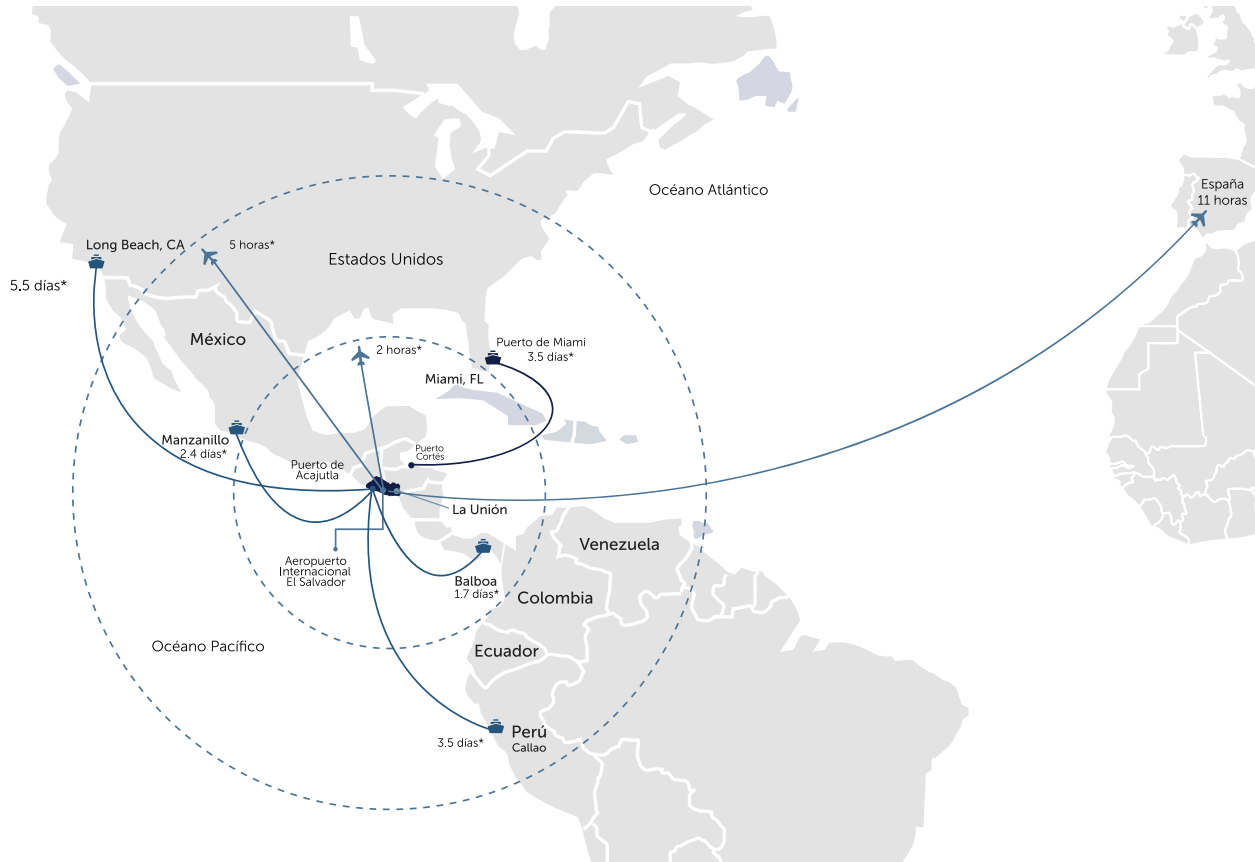 Océano Atlántico
España
11 horas
Long Beach, CA
5 horas*
5.5 días*
Estados Unidos
México
2 horas*
Puerto de Miami
3.5 días*
Miami, FL
Manzanillo
2.4 días*
Puerto
Cortés
Puerto de
Acajutla
La Unión
Aeropuerto
Internacional
El Salvador
Balboa
1.7 días*
Venezuela
Colombia
Océano Pacífico
Ecuador
3.5 días*
Perú
Callao